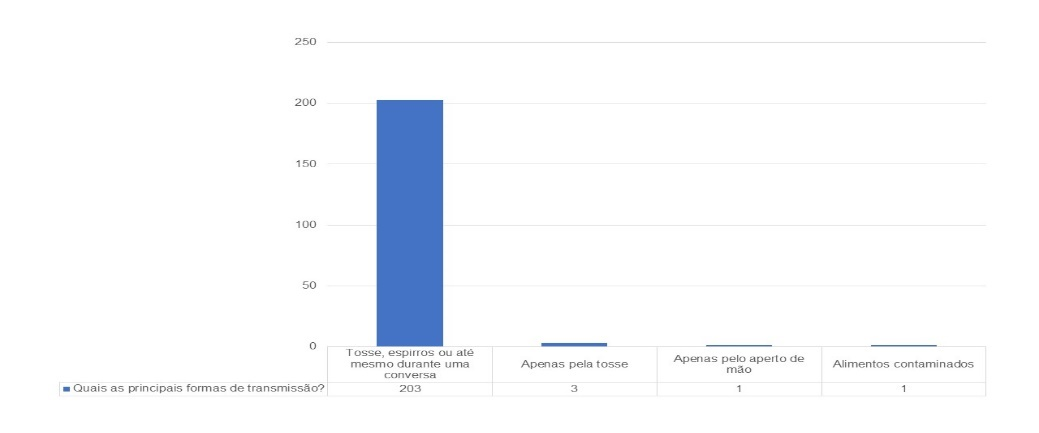 250
200
150
100
50
0
Tosse, espirros ou até
mesmo durante uma
conversa
Apenas pela tosse
Apenas pelo aperto de
mão
Alimentos contaminados
Quais as principais formas de transmissão? 203 3 1 1